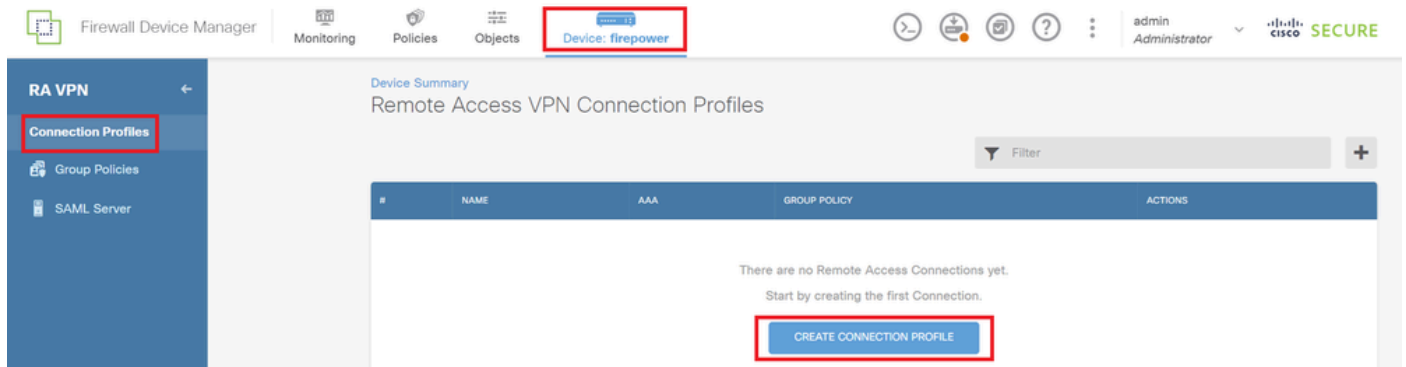 Firewall Device Manager
Monitoring
Policies
Objects
Device: firepower
admin
Administrator
cisco SECURE
RA VPN
Connection Profiles
Group Policies
SAML Server
Device Summary
Remote Access VPN Connection Profiles
Filter
# NAME AAA GROUP POLICY ACTIONS
There are no Remote Access Connections yet.
Start by creating the first Connection.
CREATE CONNECTION PROFILE